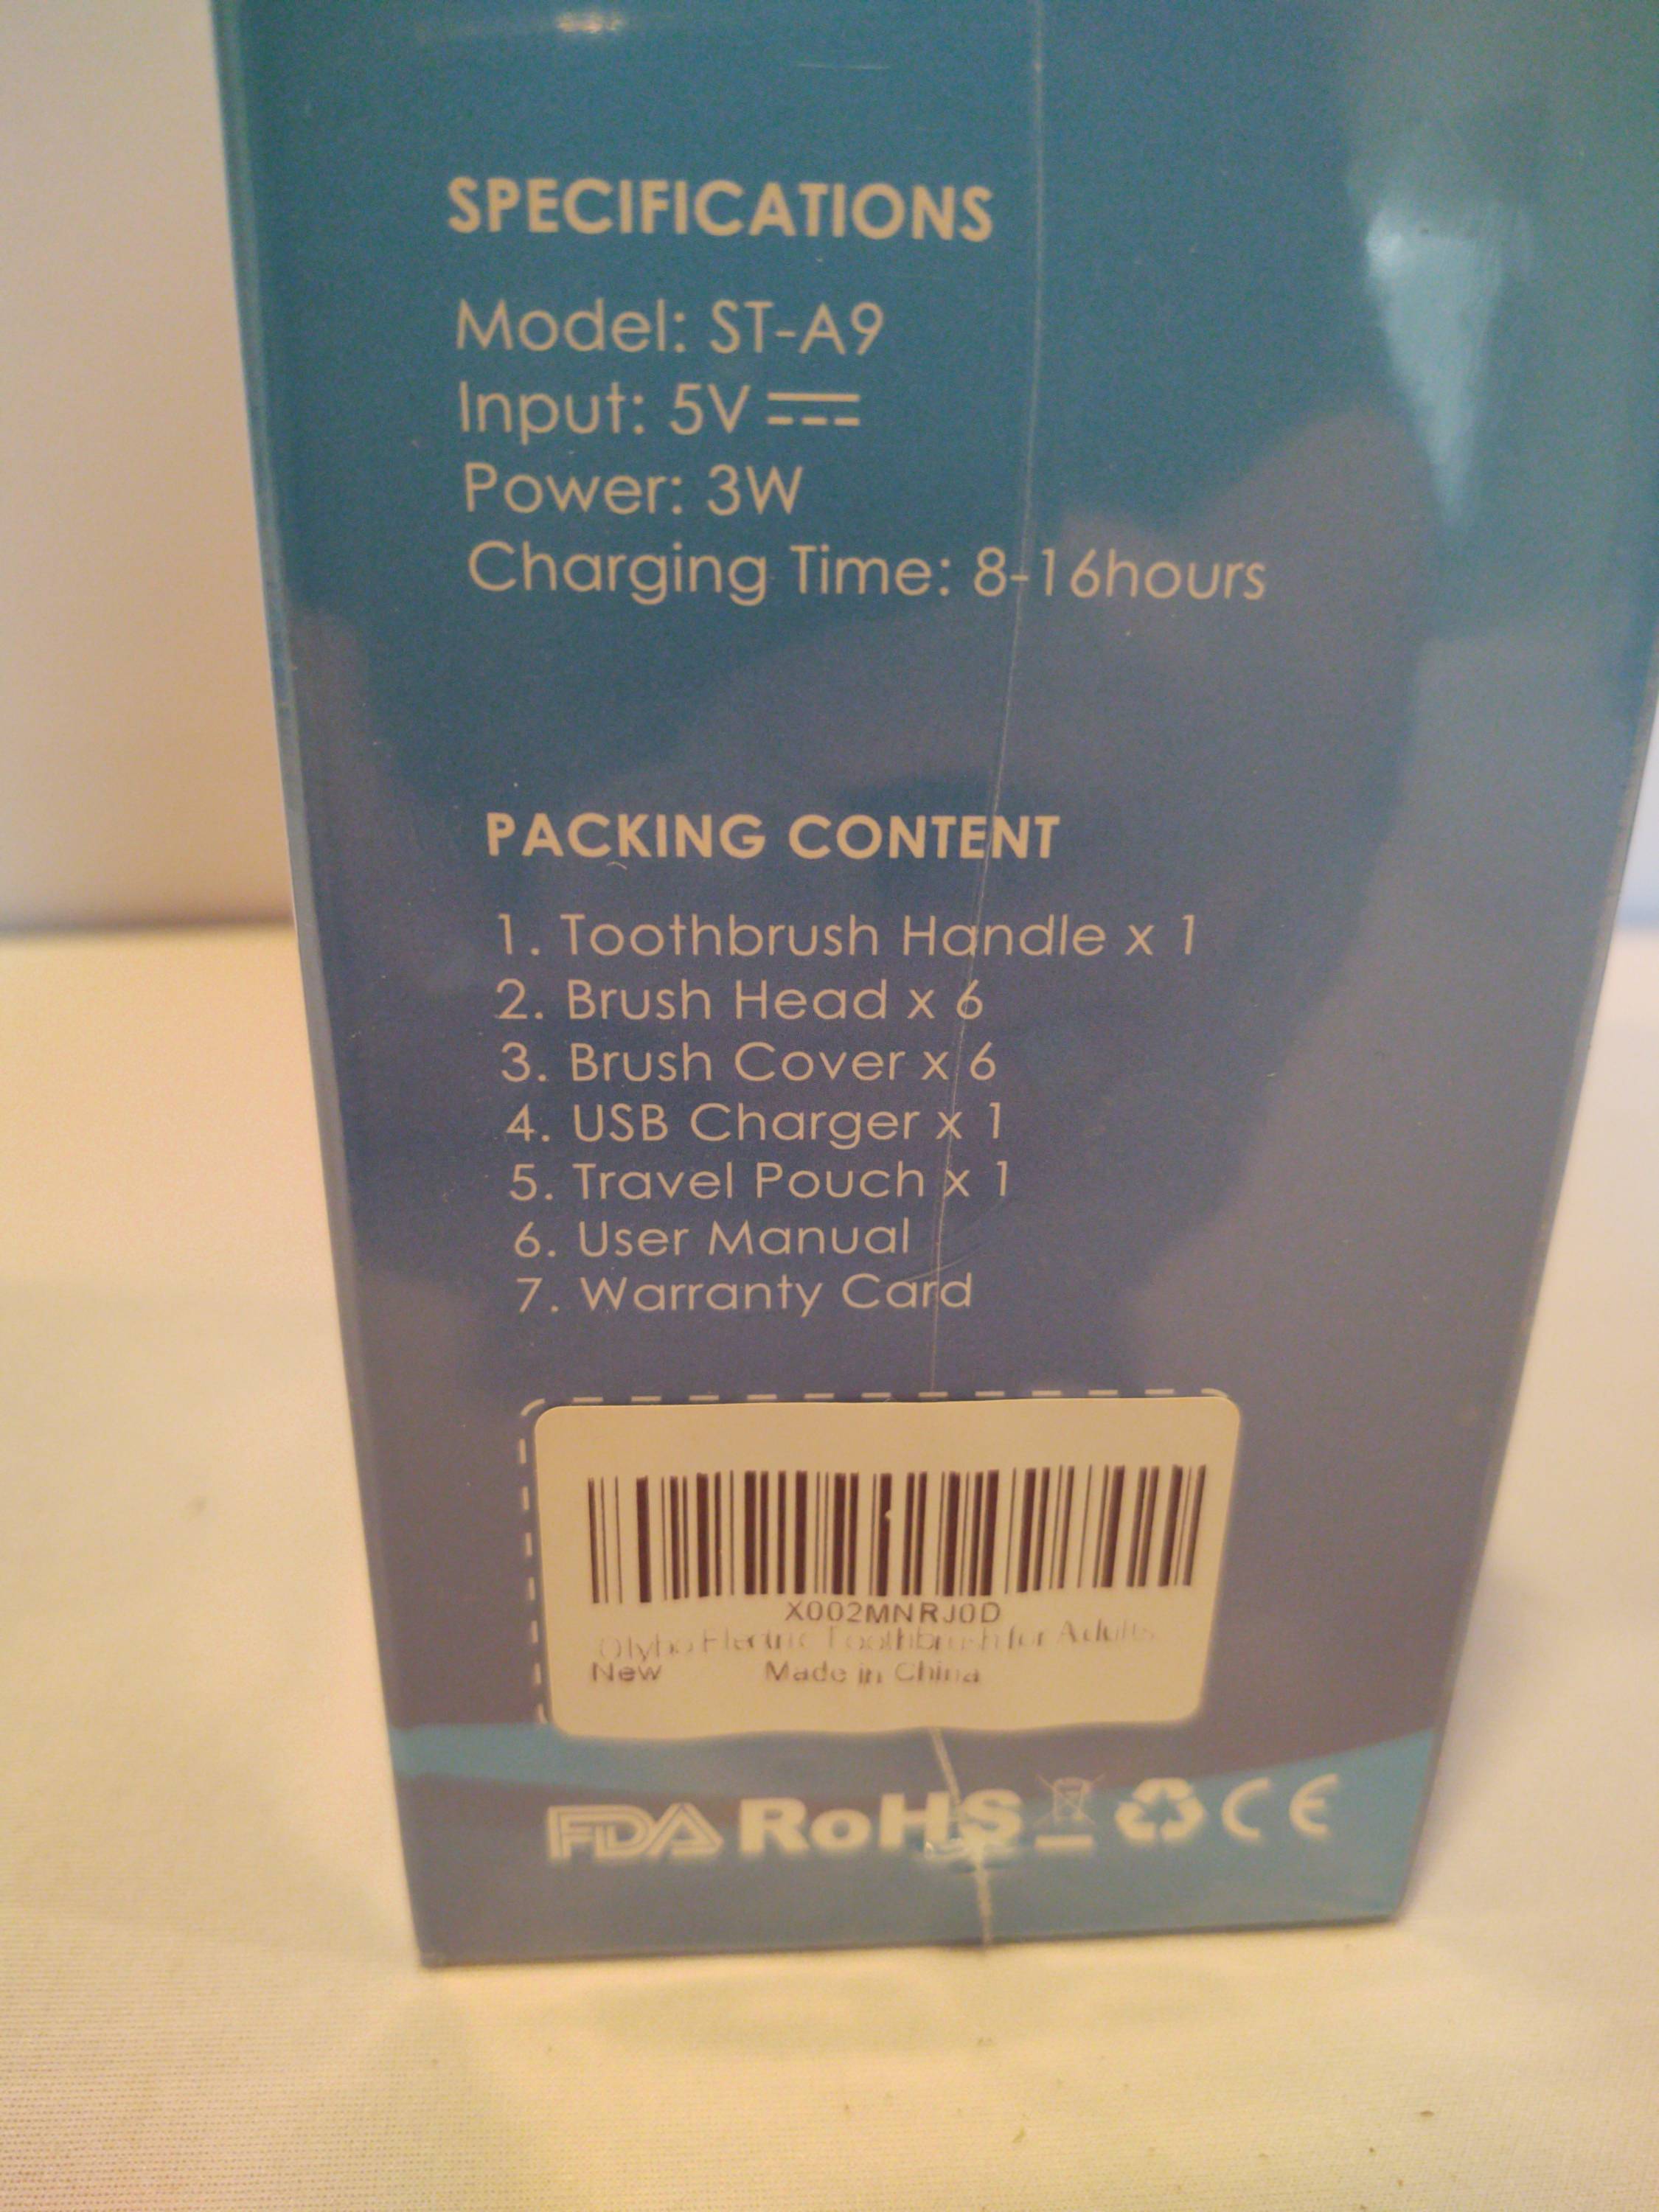 SPECIFICATIONS
Model: ST-A9
Input: 5V ⎓
Power: 3W
Charging Time: 8-16hours
PACKING CONTENT
1. Toothbrush Handle x 1
2. Brush Head x 6
3. Brush Cover x 6
4. USB Charger x 1
5. Travel Pouch x 1
6. User Manual
7. Warranty Card
X002MNRJ0D
Electric Toothbrush for Adults
New Made in China
FDA RoHS CE